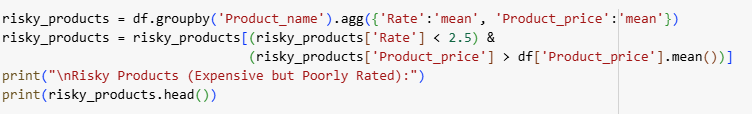 risky_products = df.groupby('Product_name').agg({'Rate':'mean', 'Product_price':'mean'})
risky_products = risky_products[(risky_products['Rate'] < 2.5) &
                                (risky_products['Product_price'] > df['Product_price'].mean())]
print("\nRisky Products (Expensive but Poorly Rated):")
print(risky_products.head())